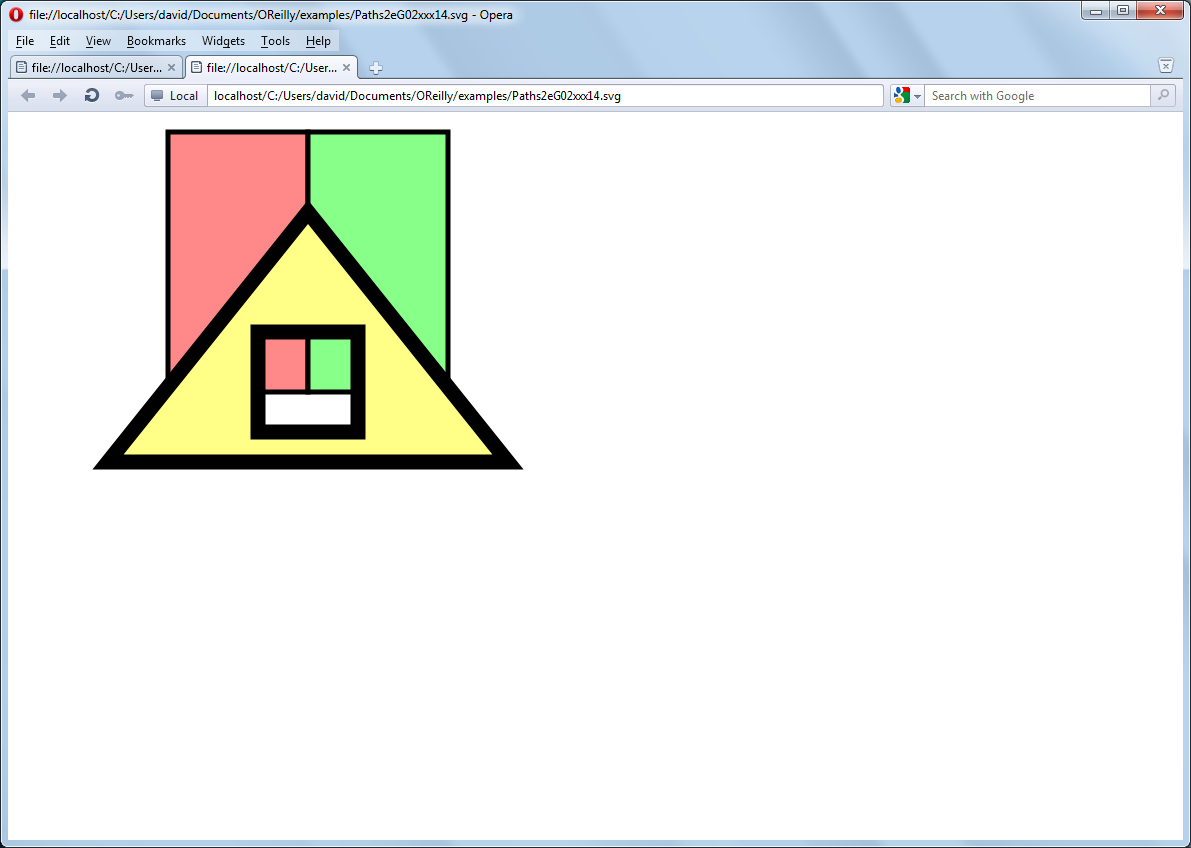 file://localhost/C:/Users/david/Documents/OReilly/examples/Paths2eG02xxx14.svg - Opera
File Edit View Bookmarks Widgets Tools Help
file://localhost/C:/User... file://localhost/C:/User...
Local localhost/C:/Users/david/Documents/OReilly/examples/Paths2eG02xxx14.svg Search with Google